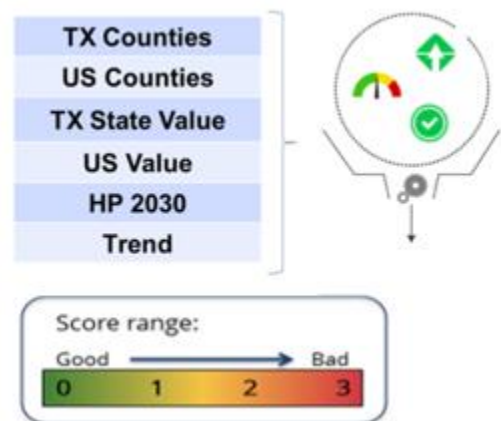 TX Counties
US Counties
TX State Value
US Value
HP 2030
Trend
Score range:
Good Bad
0 1 2 3